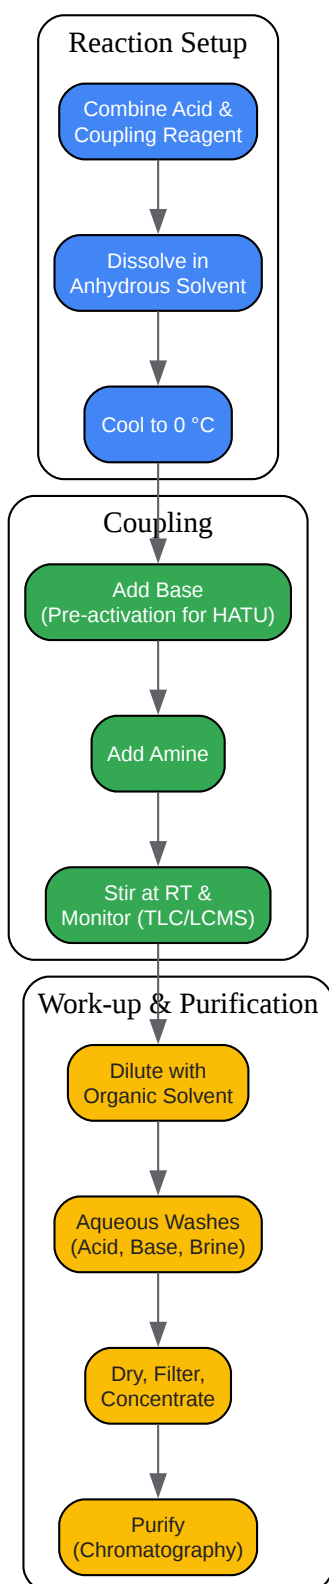 Reaction Setup
Combine Acid &
Coupling Reagent
Dissolve in
Anhydrous Solvent
Cool to 0 °C
Coupling
Add Base
(Pre-activation for HATU)
Add Amine
Stir at RT &
Monitor (TLC/LCMS)
Work-up & Purification
Dilute with
Organic Solvent
Aqueous Washes
(Acid, Base, Brine)
Dry, Filter,
Concentrate
Purify
(Chromatography)